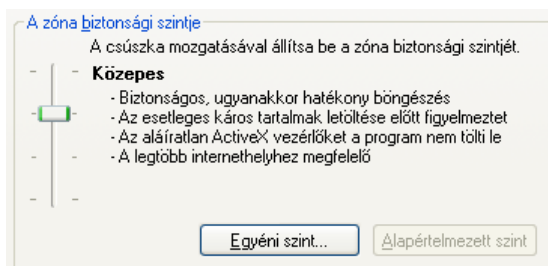 A zóna biztonsági szintje
A csúszka mozgatásával állítsa be a zóna biztonsági szintjét.
Közepes
- Biztonságos, ugyanakkor hatékony böngészés
- Az esetleges káros tartalmak letöltése előtt figyelmeztet
- Az aláíratlan ActiveX vezérlőket a program nem tölti le
- A legtöbb internethelyhez megfelelő
Egyéni szint... Alapértelmezett szint